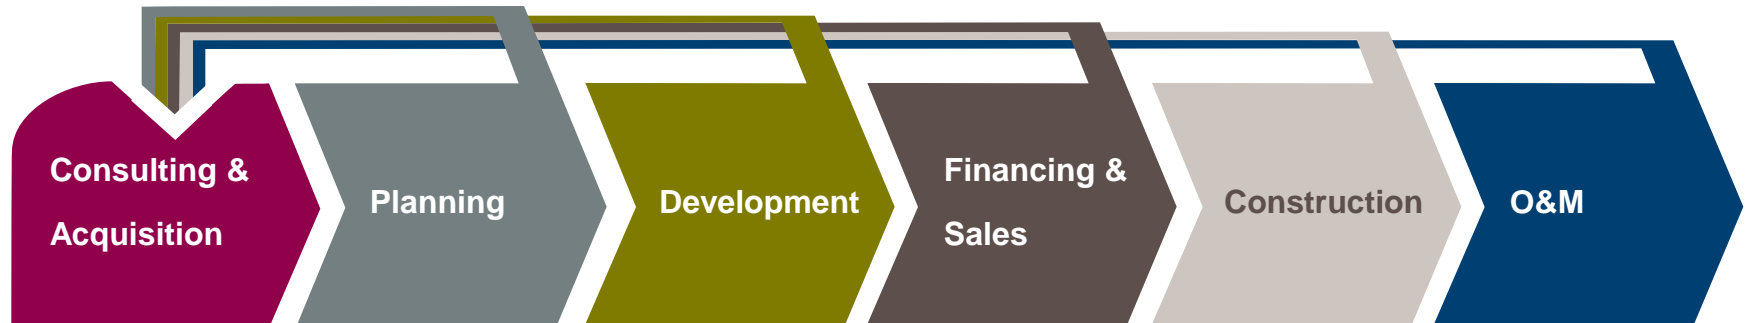 Consulting &
Acquisition
Planning
Development
Financing &
Sales
Construction
O&M